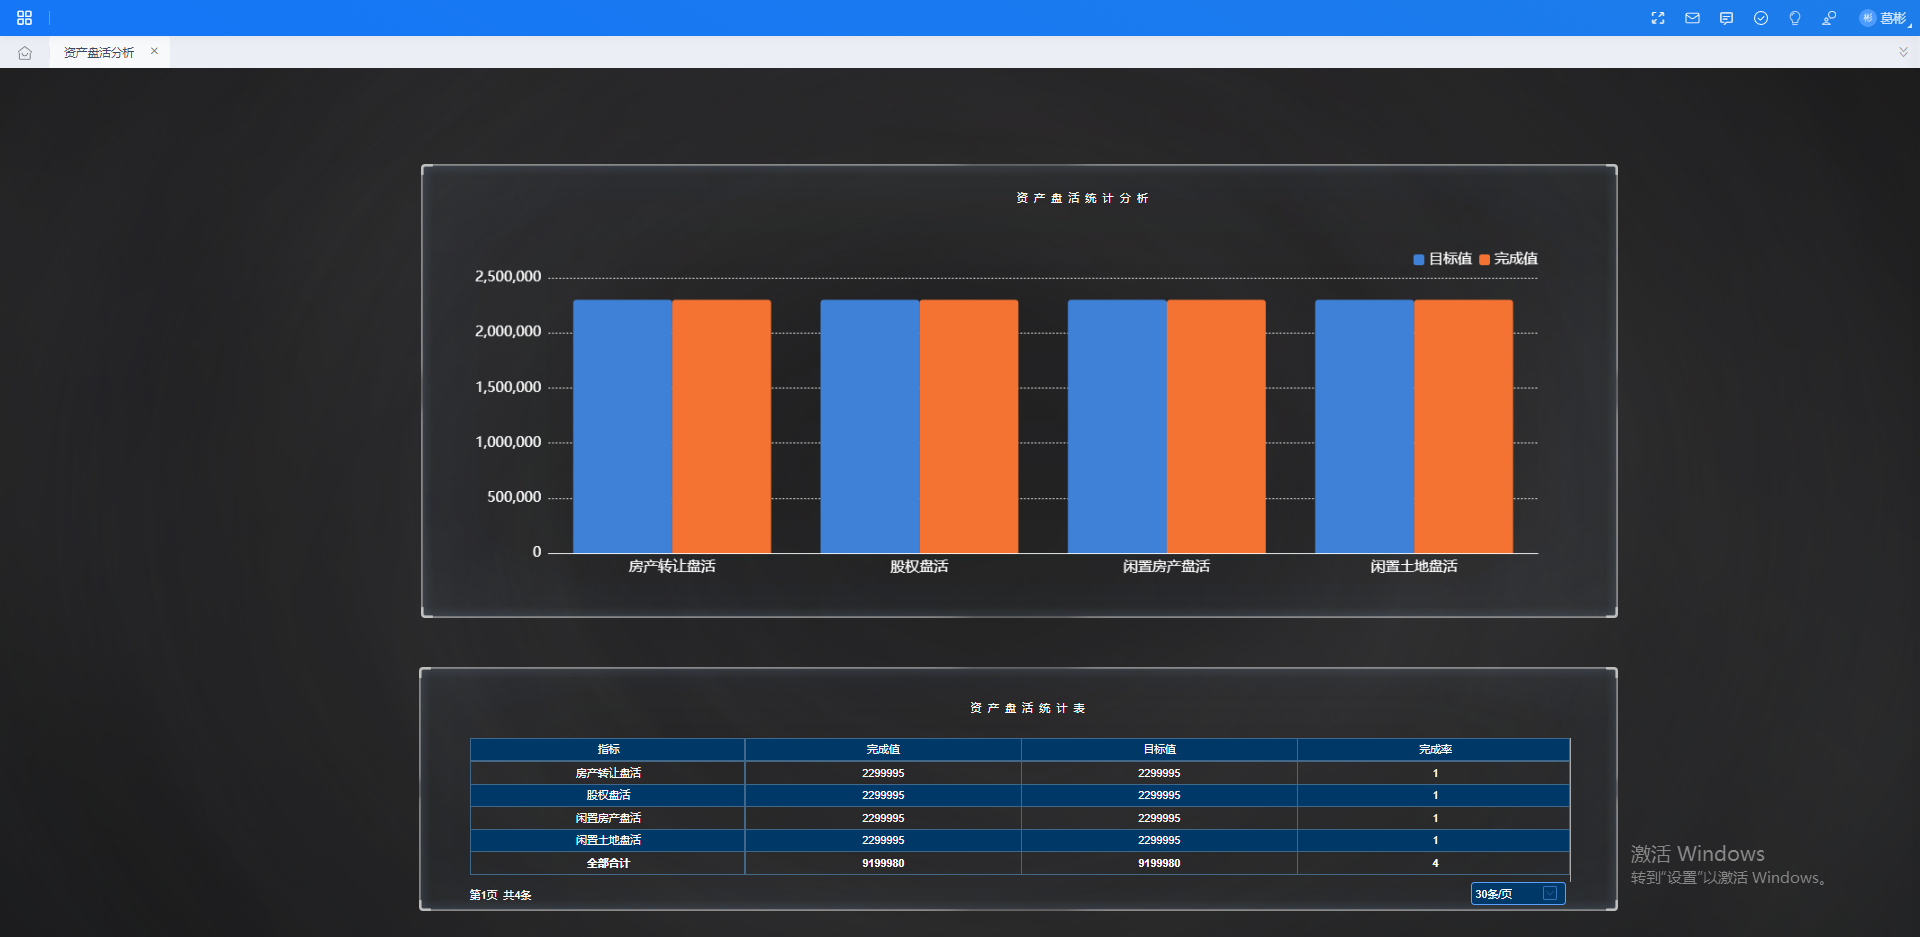 彬 葛彬
资产盘活分析
资产盘活统计分析
目标值 完成值
2,500,000
2,000,000
1,500,000
1,000,000
500,000
0
房产转让盘活 股权盘活 闲置房产盘活 闲置土地盘活
资产盘活统计表
指标 完成值 目标值 完成率
房产转让盘活 2299995 2299995 1
股权盘活 2299995 2299995 1
闲置房产盘活 2299995 2299995 1
闲置土地盘活 2299995 2299995 1
全部合计 9199980 9199980 4
第1页 共4条
30条/页
激活 Windows
转到“设置”以激活 Windows。